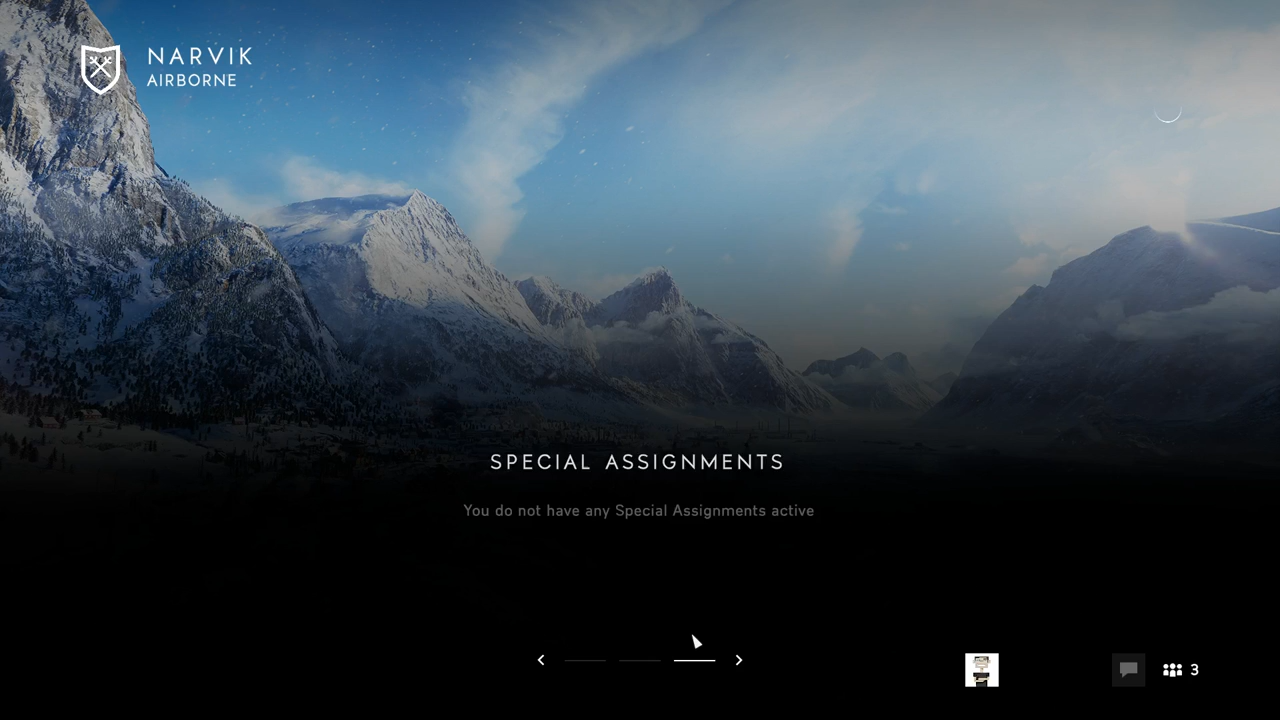 NARVIK
AIRBORNE
SPECIAL ASSIGNMENTS
You do not have any Special Assignments active
3